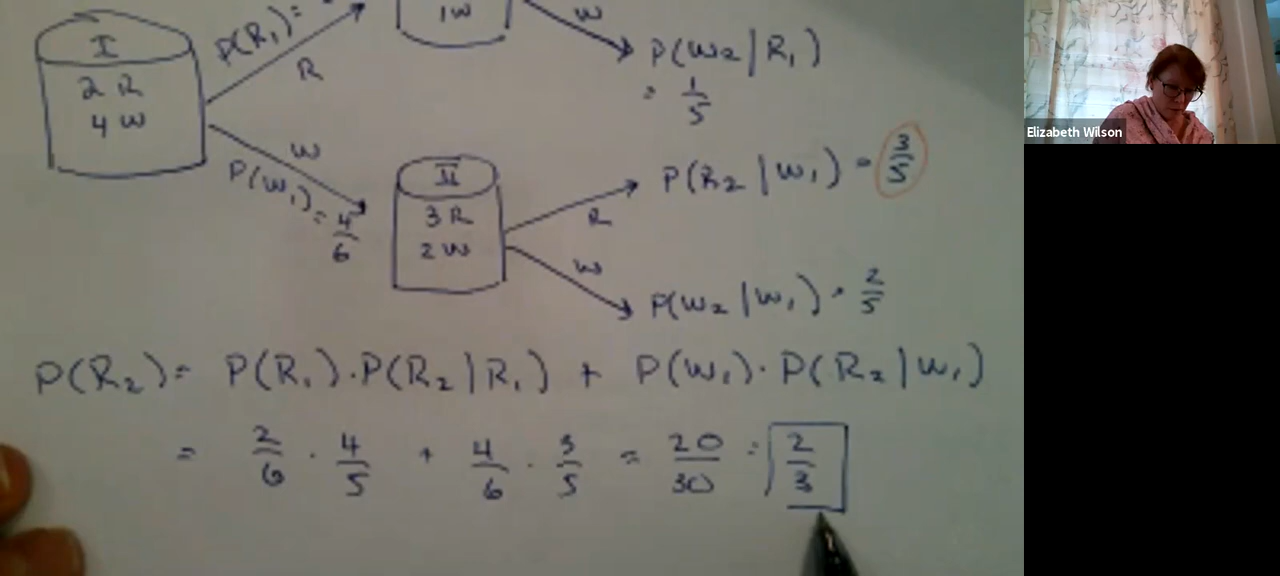 I
2 R
4 W
P(R₁)=
R
1W
W
P(W₂|R₁)
= 1/5
W
P(W₁)= 4/6
II
3 R
2 W
R
P(R₂|W₁) = 3/5
W
P(W₂|W₁) = 2/5
P(R₂)= P(R₁)·P(R₂|R₁) + P(W₁)·P(R₂|W₁)
= 2/6 · 4/5 + 4/6 · 3/5 = 20/30 = 2/3
Elizabeth Wilson